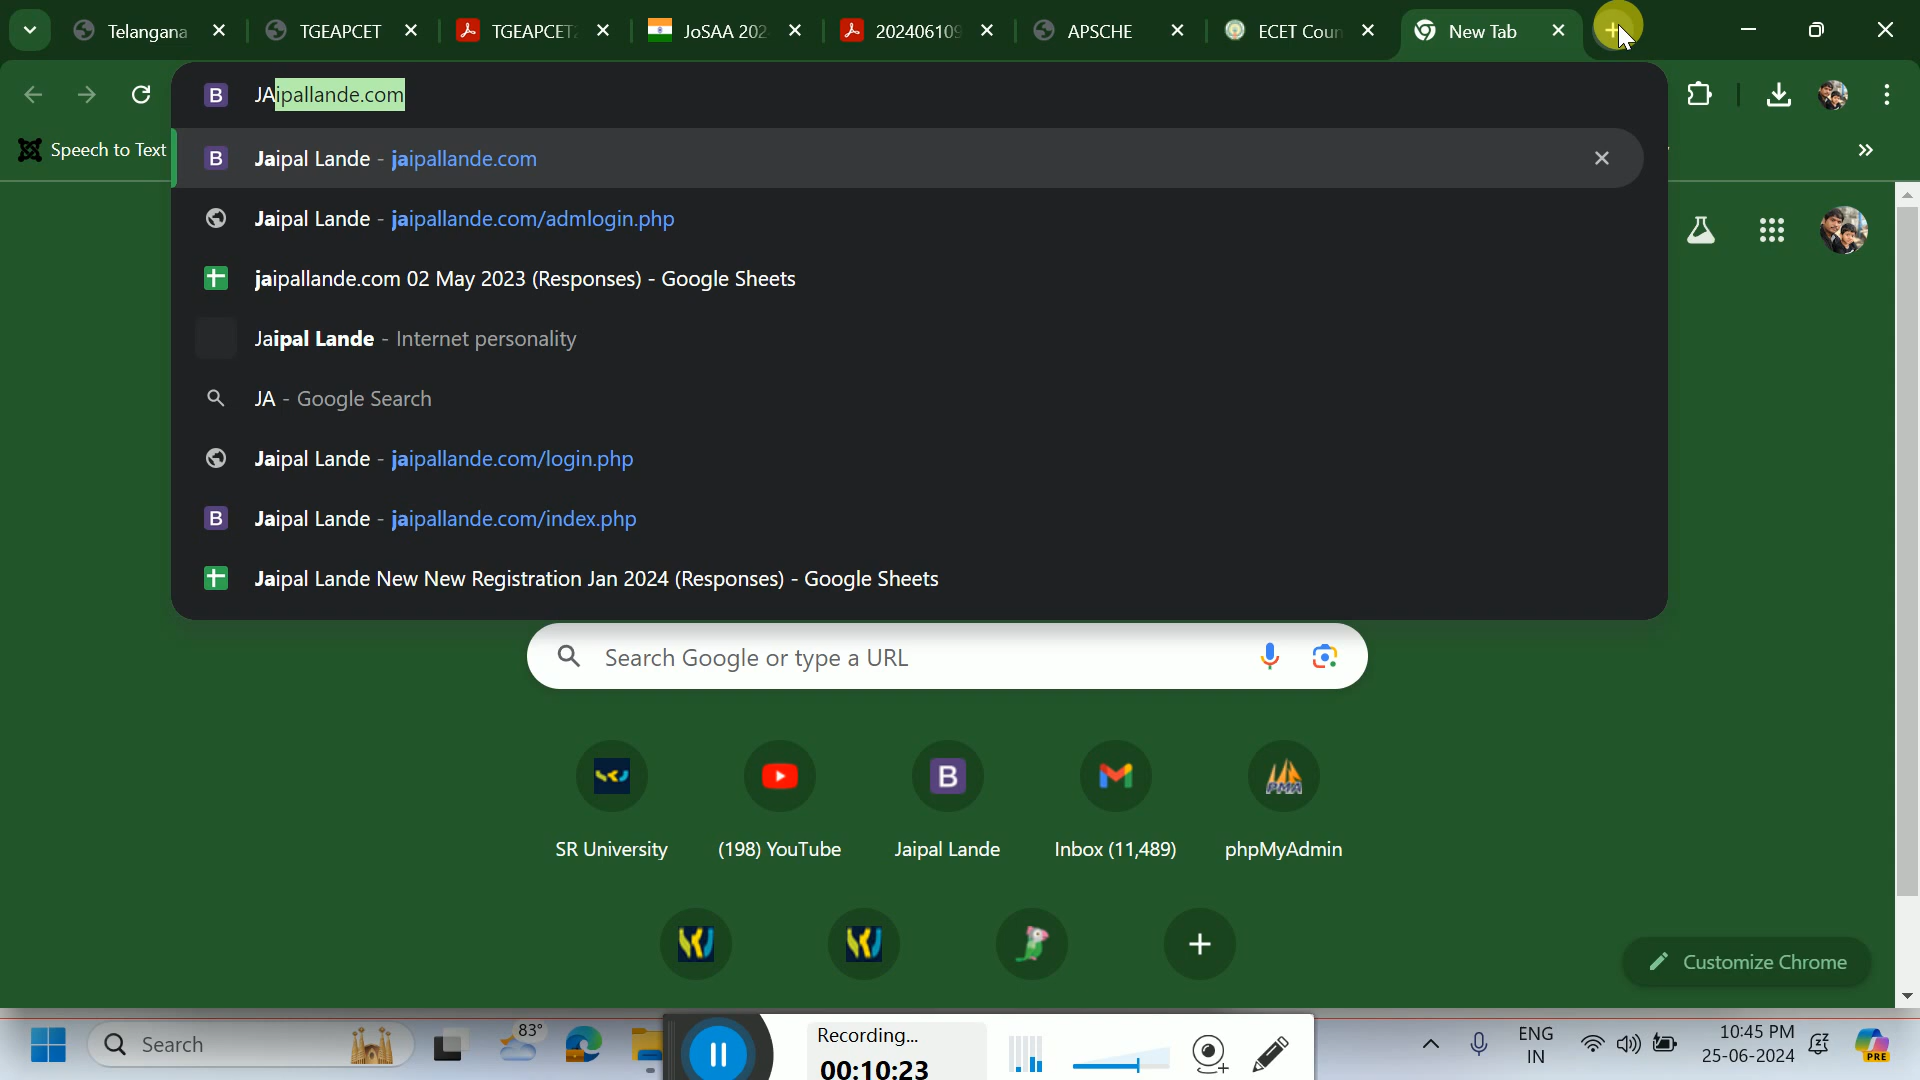 Telangana
TGEAPCET
TGEAPCET
JoSAA 202
202406109
APSCHE
ECET Coun
New Tab
B JAipallande.com
Speech to Text
B Jaipal Lande - jaipallande.com
Jaipal Lande - jaipallande.com/admlogin.php
jaipallande.com 02 May 2023 (Responses) - Google Sheets
Jaipal Lande - Internet personality
JA - Google Search
Jaipal Lande - jaipallande.com/login.php
B Jaipal Lande - jaipallande.com/index.php
Jaipal Lande New New Registration Jan 2024 (Responses) - Google Sheets
Search Google or type a URL
B
PMA
SR University
(198) YouTube
Jaipal Lande
Inbox (11,489)
phpMyAdmin
Customize Chrome
Search
83°
Recording...
00:10:23
ENG
IN
10:45 PM
25-06-2024
PRE